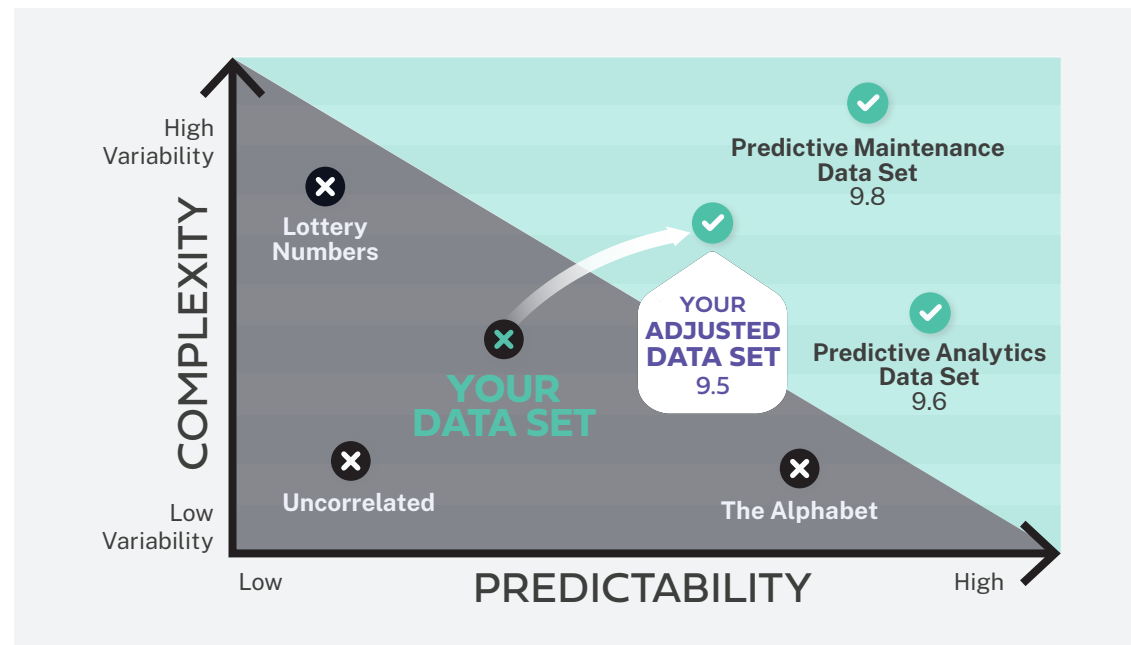 High
Variability
COMPLEXITY
Low
Variability
Lottery
Numbers
YOUR
DATA SET
Uncorrelated
YOUR
ADJUSTED
DATA SET
9.5
Predictive Maintenance
Data Set
9.8
Predictive Analytics
Data Set
9.6
The Alphabet
Low
PREDICTABILITY
High